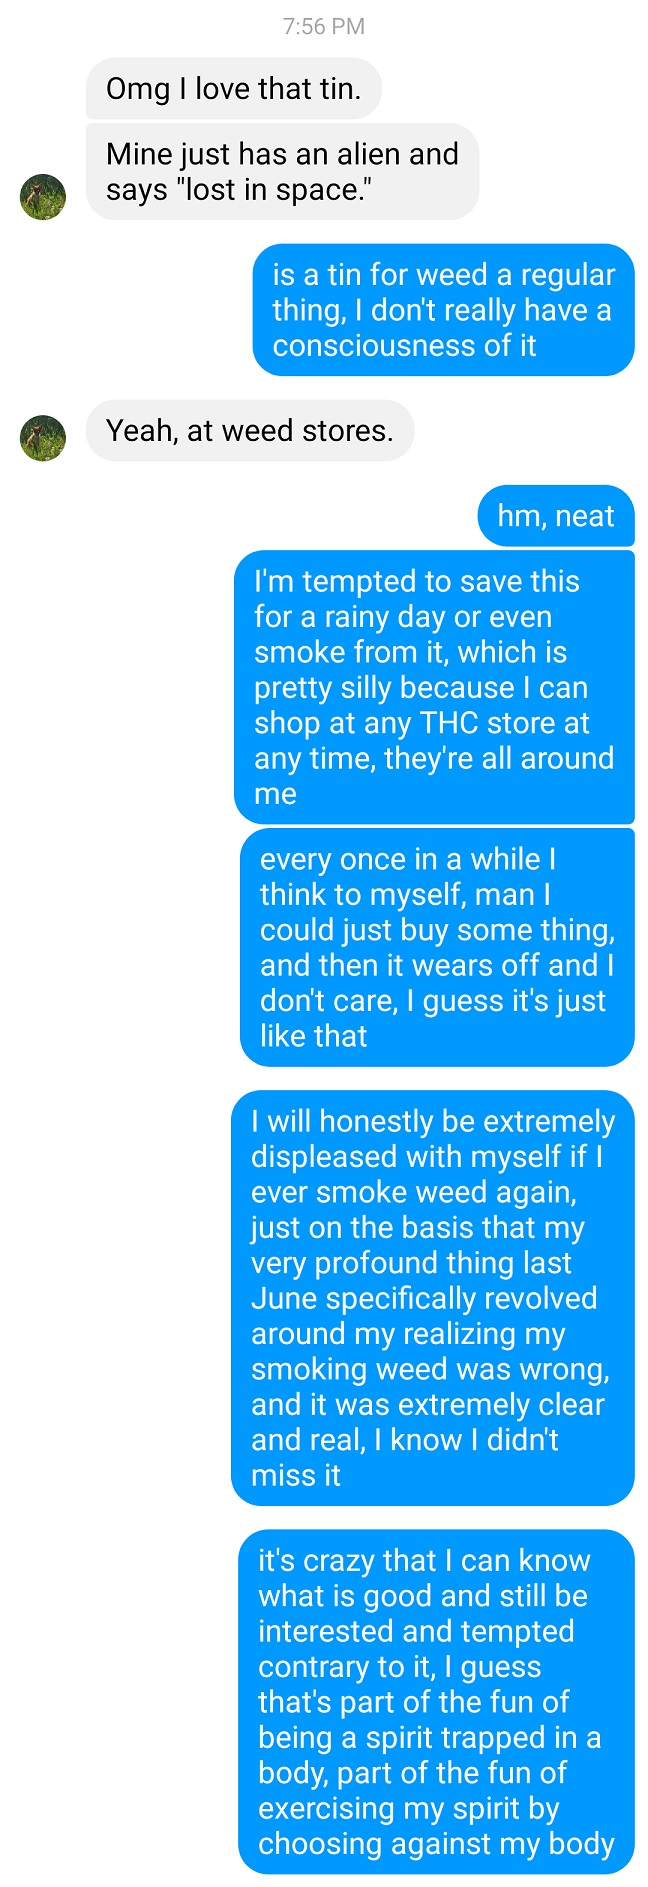 7:56 PM
Omg I love that tin.
Mine just has an alien and
says "lost in space."
is a tin for weed a regular
thing, I don't really have a
consciousness of it
Yeah, at weed stores.
hm, neat
I'm tempted to save this
for a rainy day or even
smoke from it, which is
pretty silly because I can
shop at any THC store at
any time, they're all around
me
every once in a while I
think to myself, man I
could just buy some thing,
and then it wears off and I
don't care, I guess it's just
like that
I will honestly be extremely
displeased with myself if I
ever smoke weed again,
just on the basis that my
very profound thing last
June specifically revolved
around my realizing my
smoking weed was wrong,
and it was extremely clear
and real, I know I didn't
miss it
it's crazy that I can know
what is good and still be
interested and tempted
contrary to it, I guess
that's part of the fun of
being a spirit trapped in a
body, part of the fun of
exercising my spirit by
choosing against my body